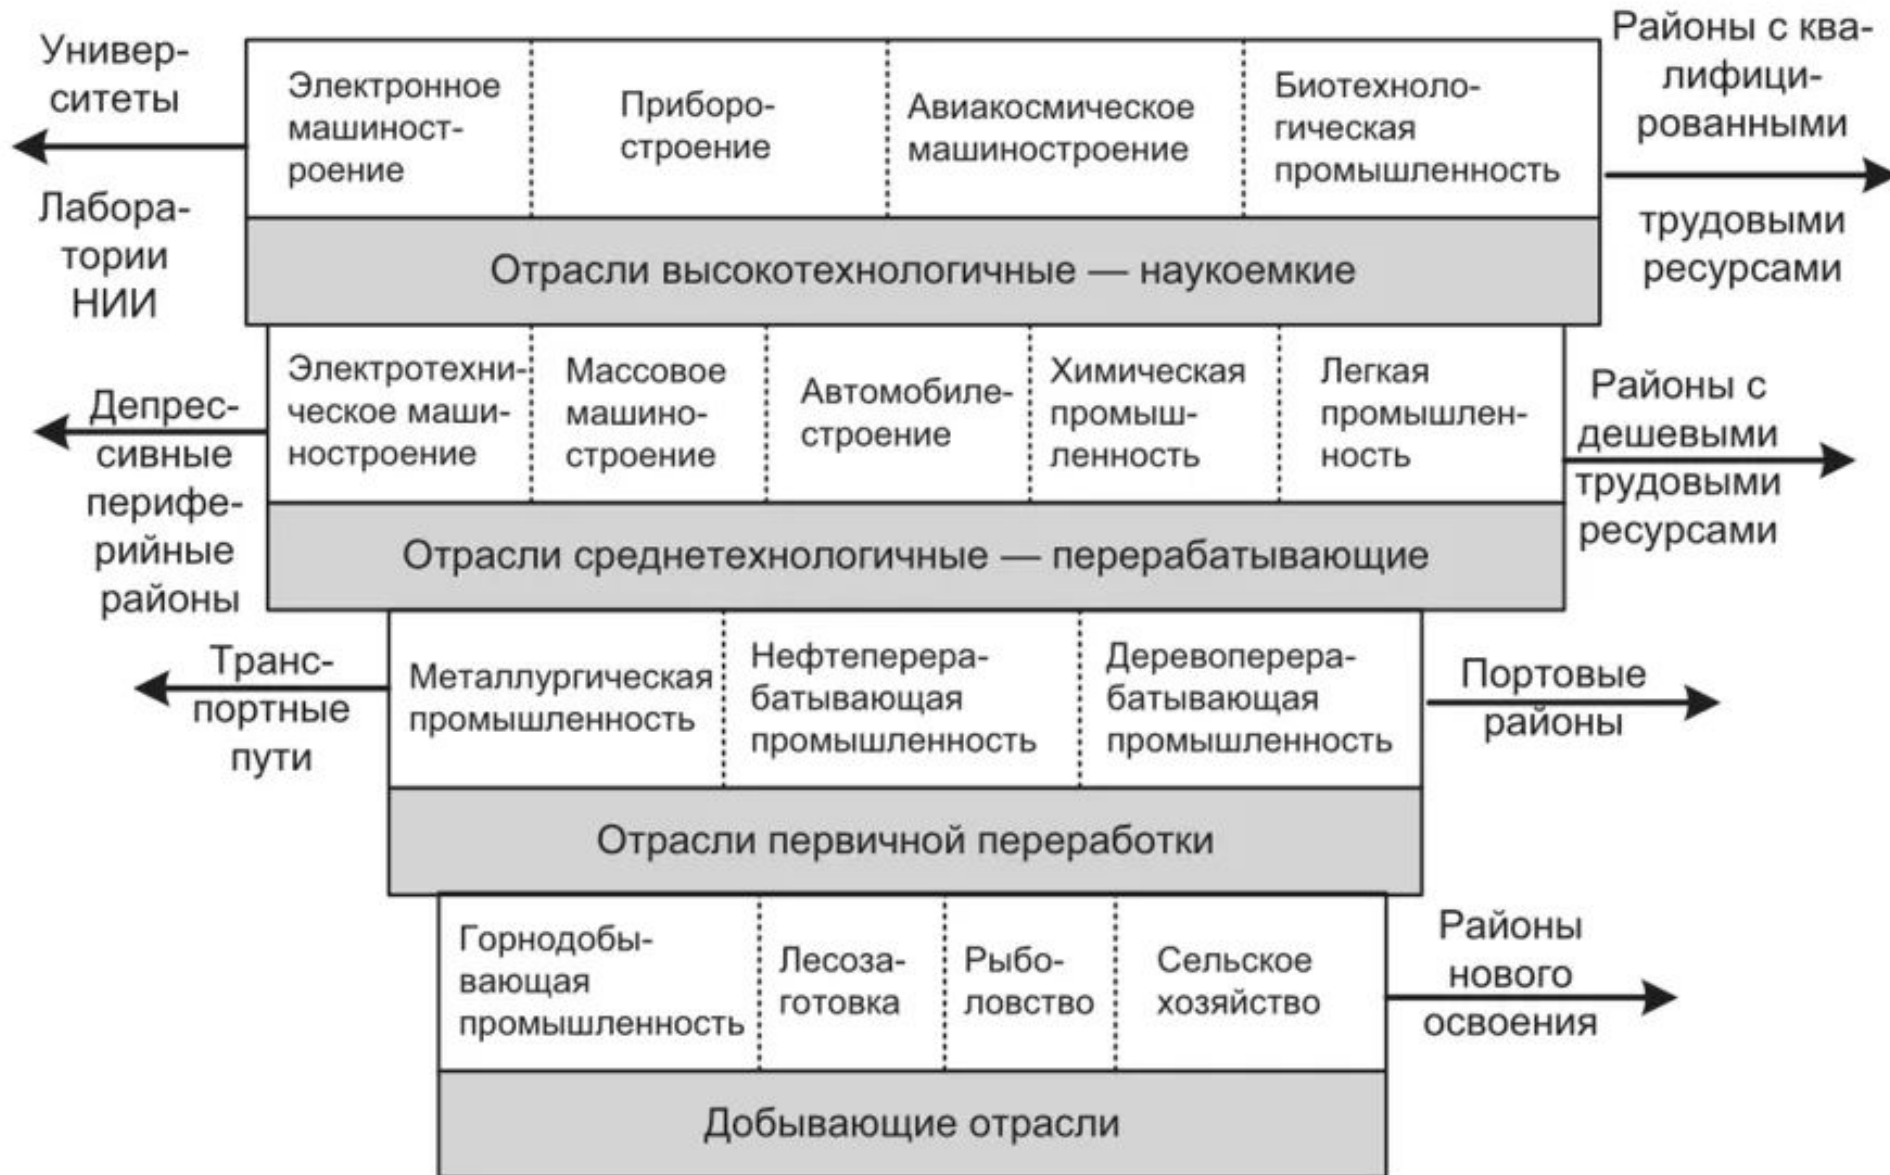 Универ-
ситеты
Лабора-
тории
НИИ
Электронное
машиност-
роение
Приборо-
строение
Авиакосмическое
машиностроение
Биотехноло-
гическая
промышленность
Районы с ква-
лифици-
рованными
трудовыми
ресурсами
Отрасли высокотехнологичные — наукоемкие
Депрес-
сивные
перифе-
рийные
районы
Электротехни-
ческое маши-
ностроение
Массовое
машино-
строение
Автомобиле-
строение
Химическая
промыш-
ленность
Легкая
промышлен-
ность
Районы с
дешевыми
трудовыми
ресурсами
Отрасли среднетехнологичные — перерабатывающие
Транс-
портные
пути
Металлургическая
промышленность
Нефтеперера-
батывающая
промышленность
Деревоперера-
батывающая
промышленность
Портовые
районы
Отрасли первичной переработки
Горнодобы-
вающая
промышленность
Лесоза-
готовка
Рыбо-
ловство
Сельское
хозяйство
Районы
нового
освоения
Добывающие отрасли